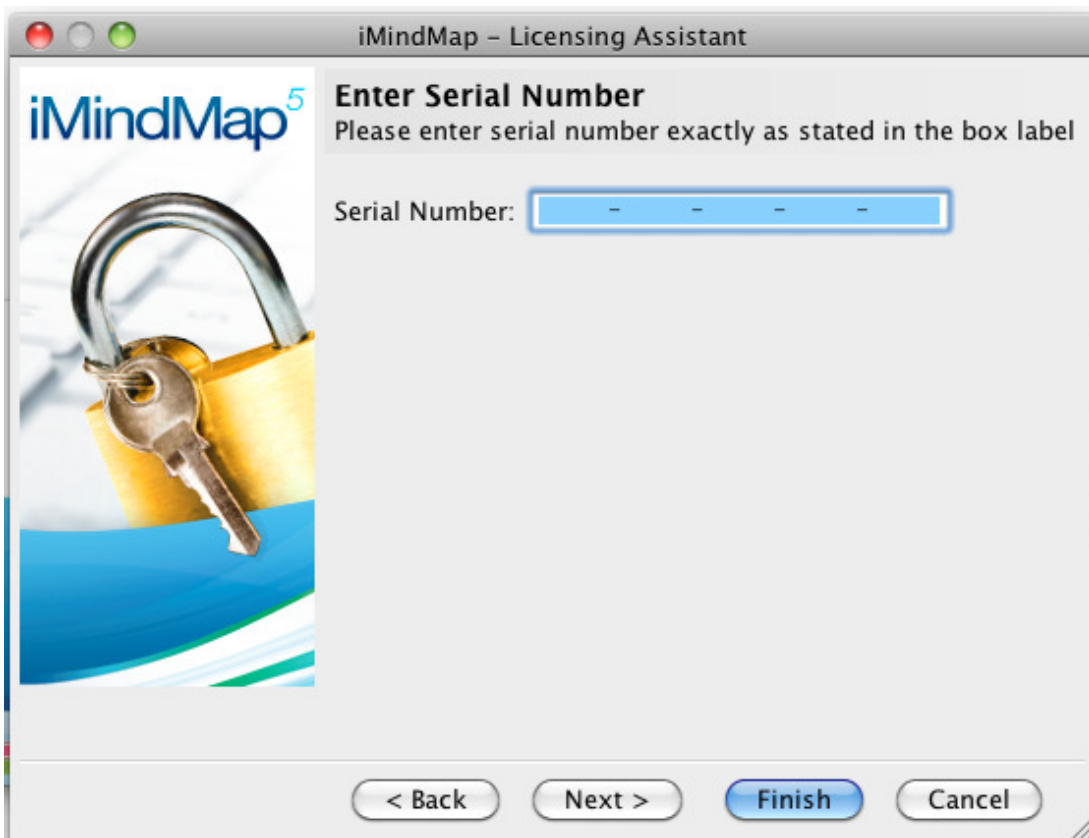 iMindMap – Licensing Assistant
iMindMap5
Enter Serial Number
Please enter serial number exactly as stated in the box label
Serial Number: – – – –
< Back Next > Finish Cancel